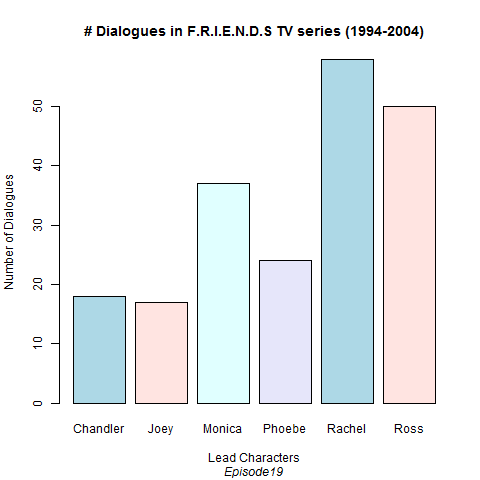 # Dialogues in F.R.I.E.N.D.S TV series (1994-2004)
Number of Dialogues
50
40
30
20
10
0
Chandler Joey Monica Phoebe Rachel Ross
Lead Characters
Episode19